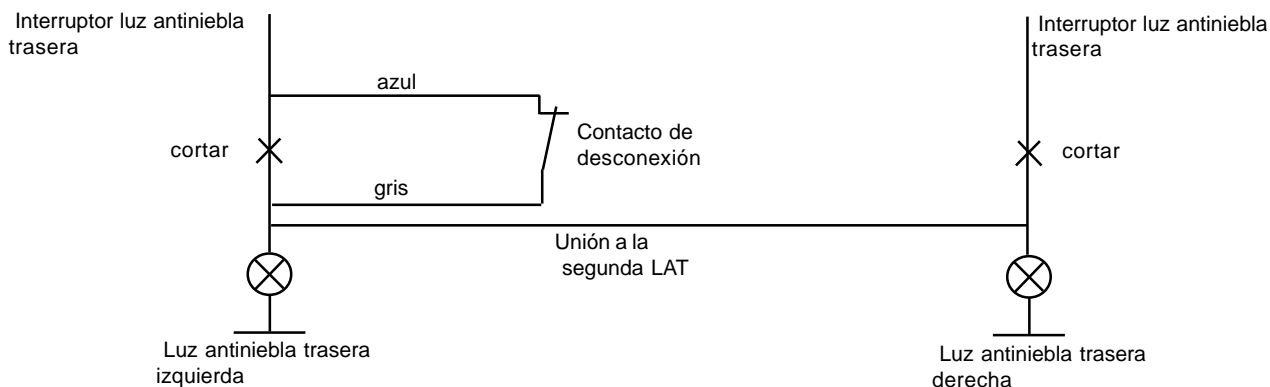 Interruptor luz antiniebla
trasera
Interruptor luz antiniebla
trasera
azul
cortar
Contacto de
desconexión
cortar
gris
Unión a la
segunda LAT
Luz antiniebla trasera
izquierda
Luz antiniebla trasera
derecha